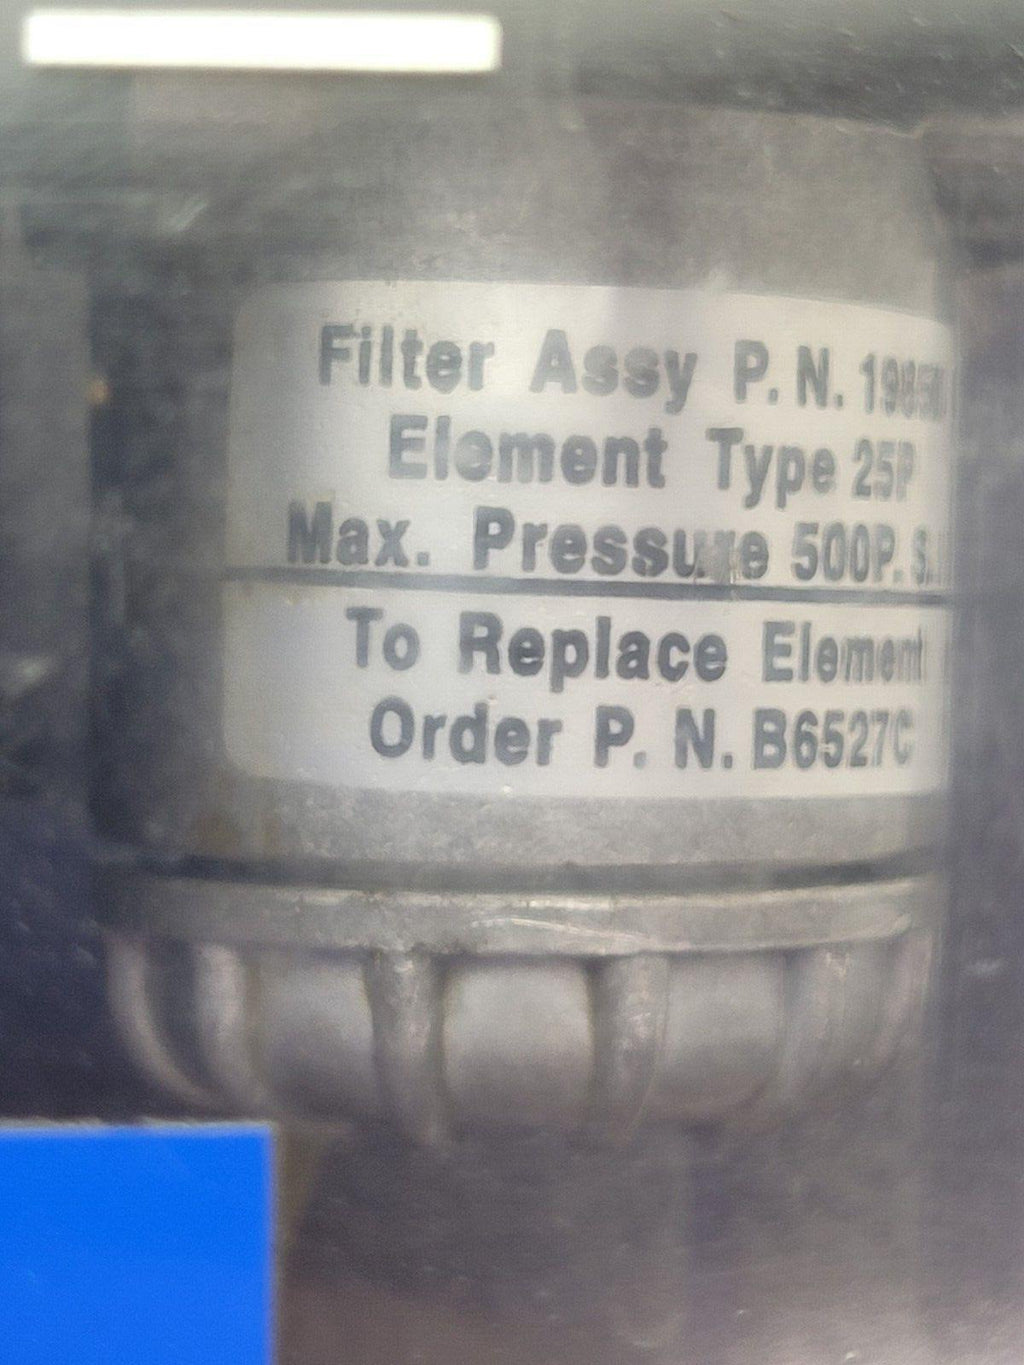 Filter Assy P. N.
Element Type 25P
Max. Pressure 500P. S.I
To Replace Element
Order P. N. B6527C